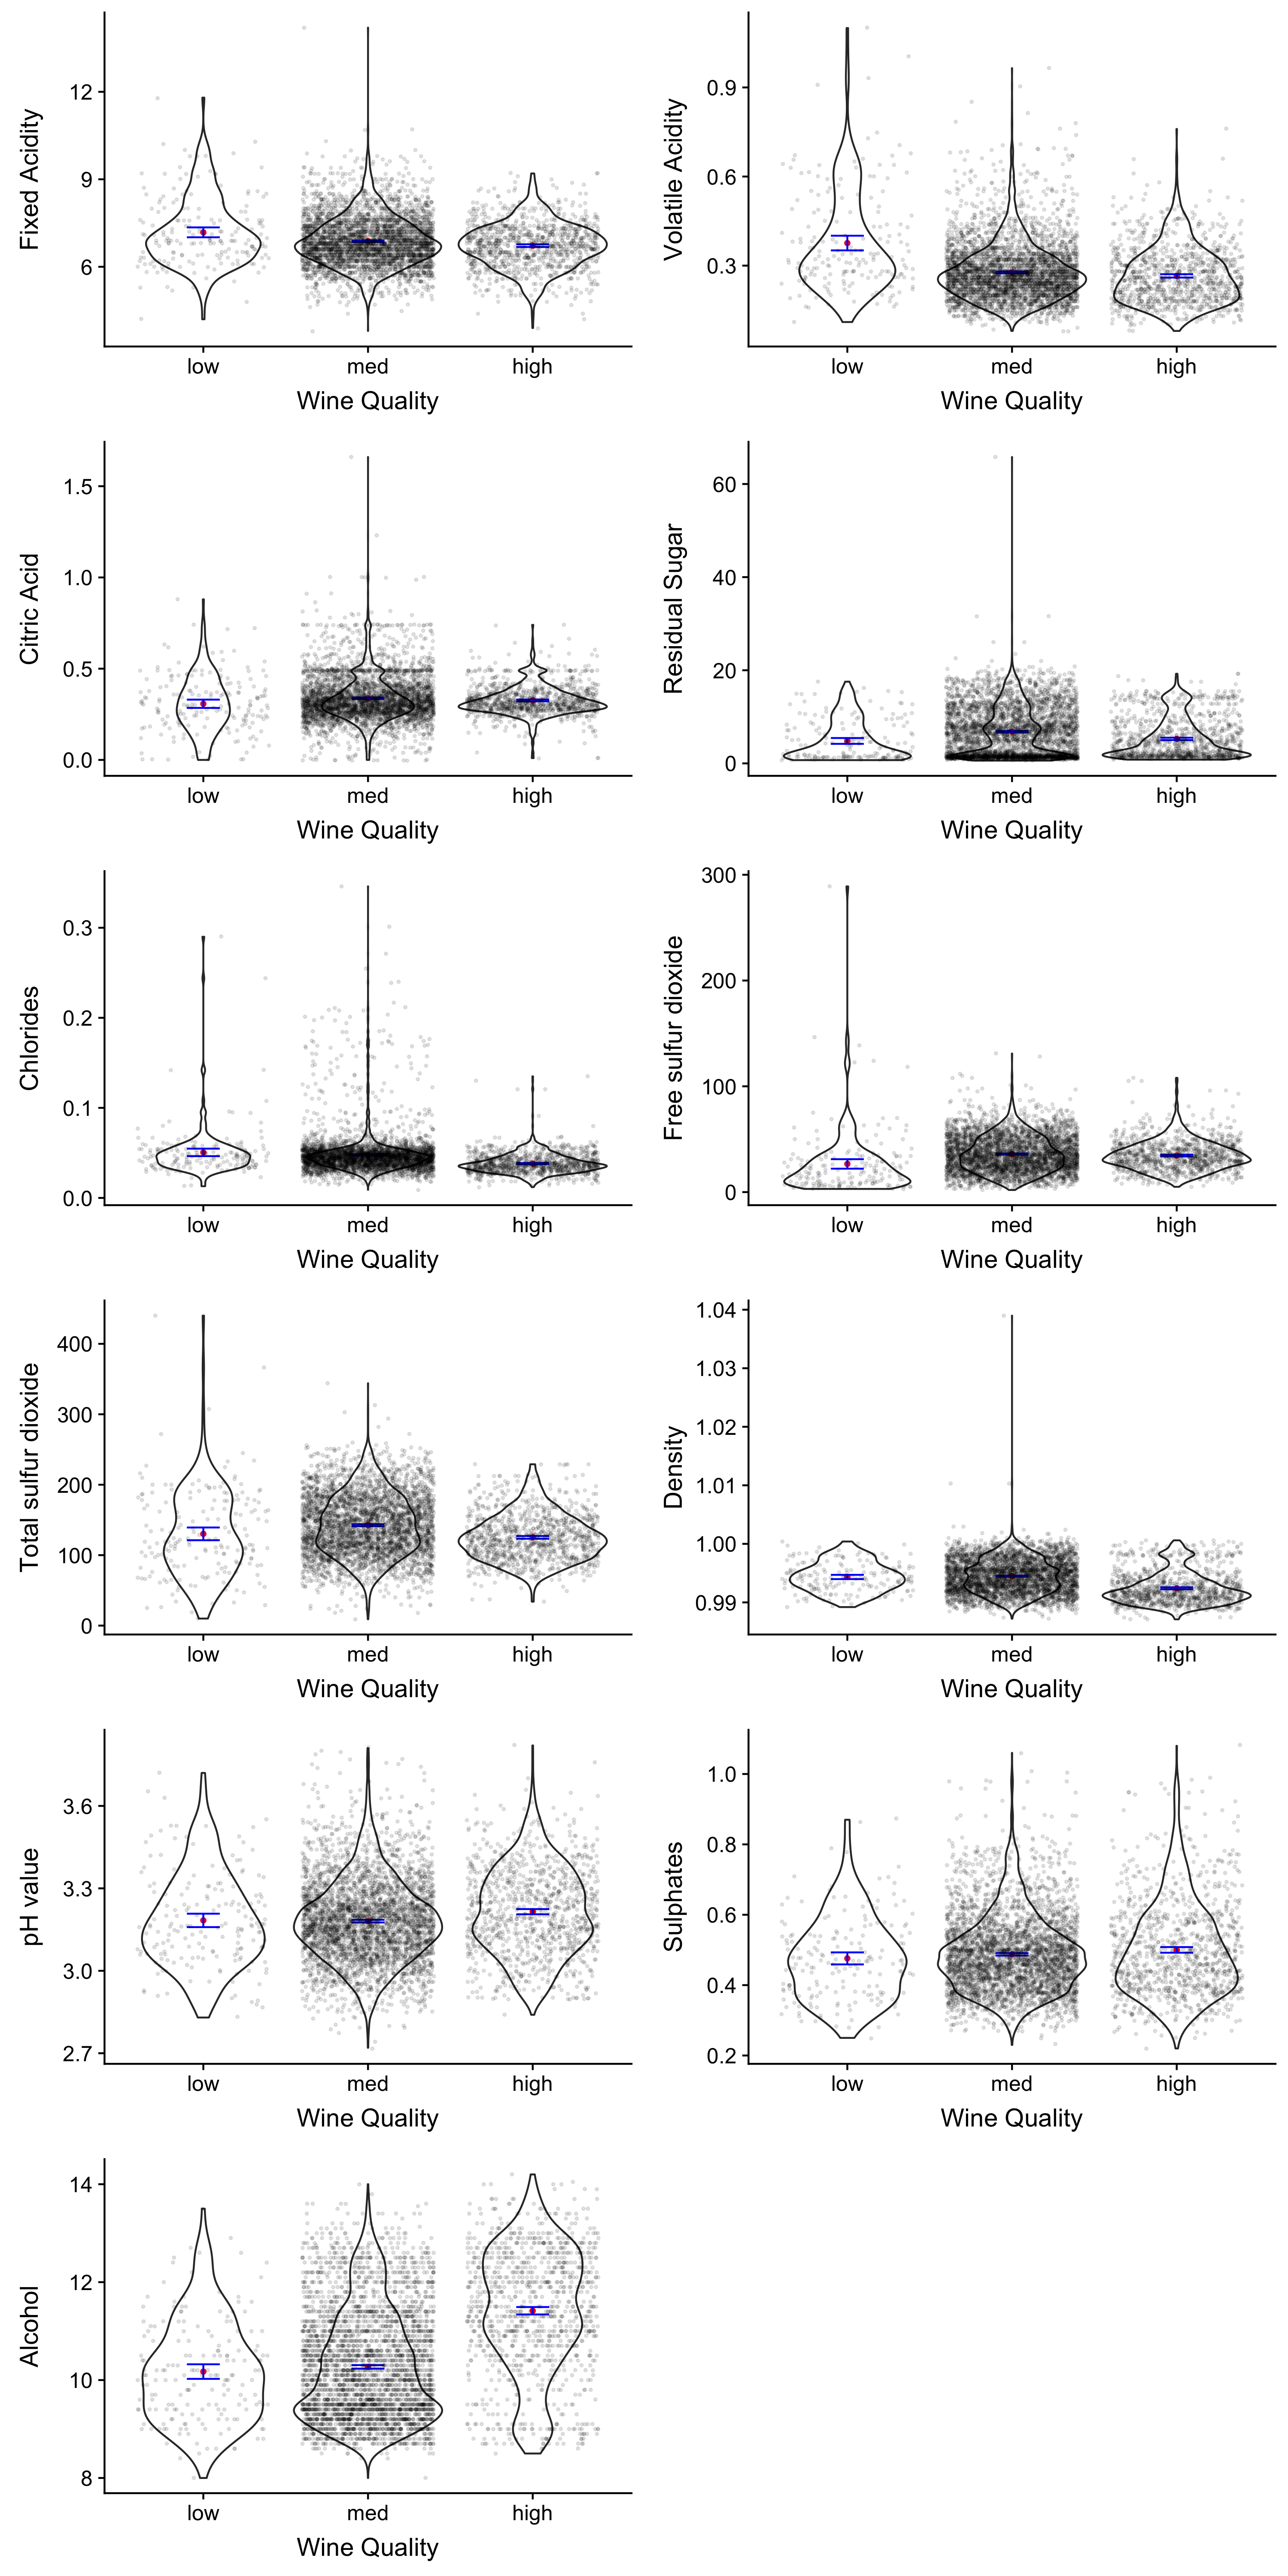 Fixed Acidity
12
9
6
low med high
Wine Quality
Volatile Acidity
0.9
0.6
0.3
low med high
Wine Quality
Citric Acid
1.5
1.0
0.5
0.0
low med high
Wine Quality
Residual Sugar
60
40
20
0
low med high
Wine Quality
Chlorides
0.3
0.2
0.1
0.0
low med high
Wine Quality
Free sulfur dioxide
300
200
100
0
low med high
Wine Quality
Total sulfur dioxide
400
300
200
100
0
low med high
Wine Quality
Density
1.04
1.03
1.02
1.01
1.00
0.99
low med high
Wine Quality
pH value
3.6
3.3
3.0
2.7
low med high
Wine Quality
Sulphates
1.0
0.8
0.6
0.4
0.2
low med high
Wine Quality
Alcohol
14
12
10
8
low med high
Wine Quality